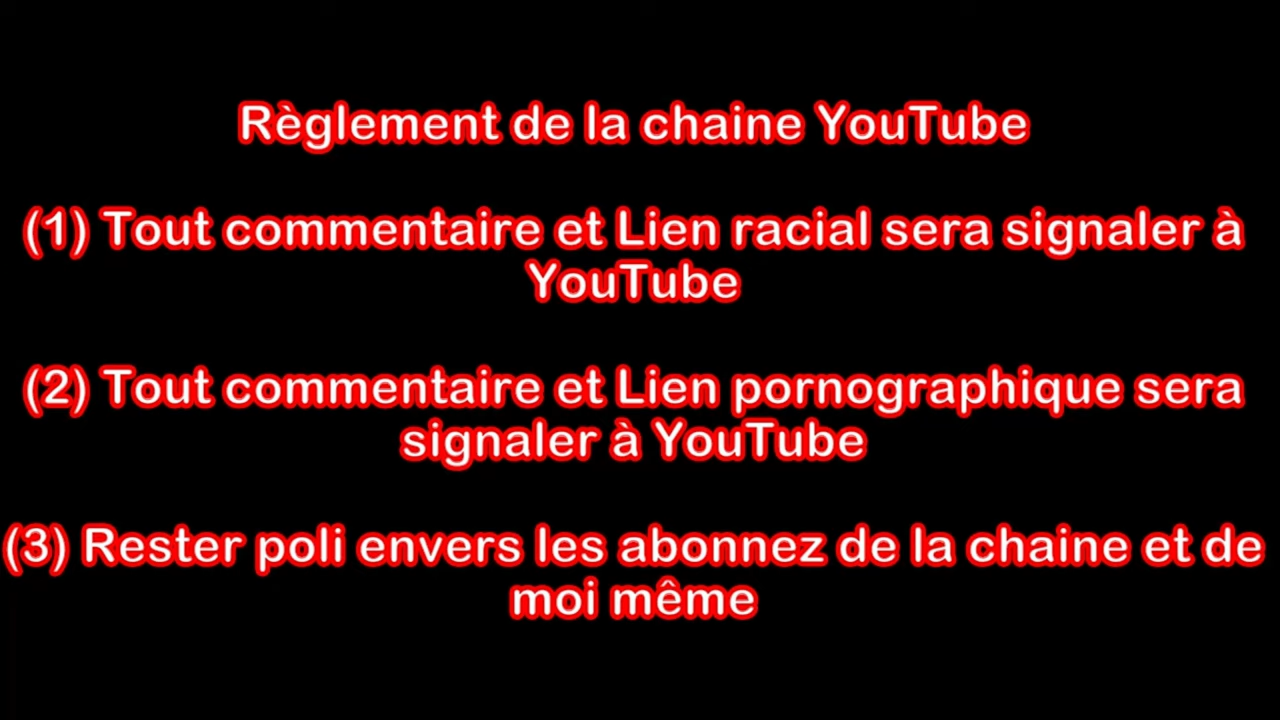 Règlement de la chaine YouTube
(1) Tout commentaire et Lien racial sera signaler à
YouTube
(2) Tout commentaire et Lien pornographique sera
signaler à YouTube
(3) Rester poli envers les abonnez de la chaine et de
moi même